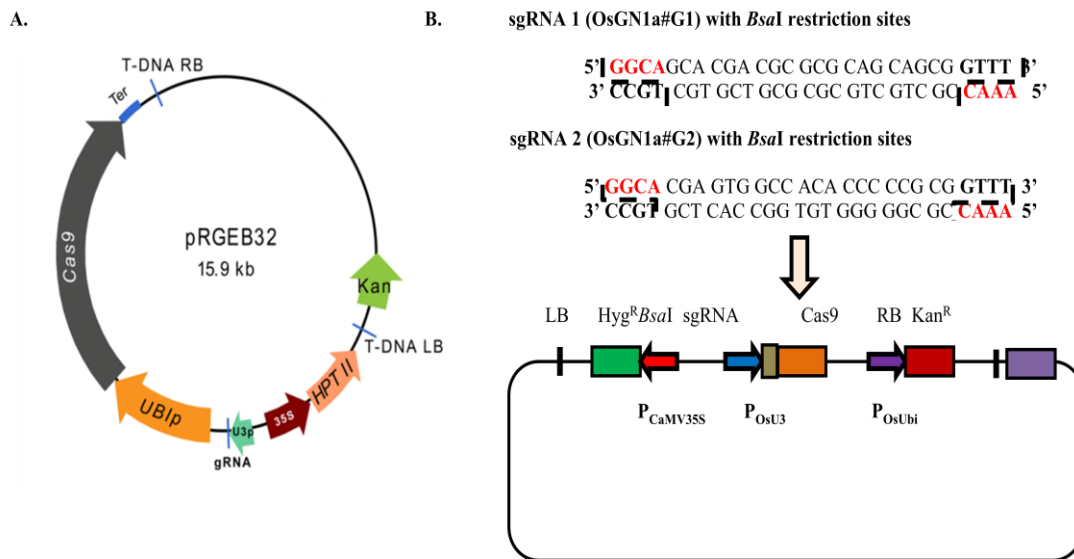 A.
T-DNA RB
Ter
Cas9
pRGEB32
15.9 kb
Kan
T-DNA LB
HPT II
35S
U3p
gRNA
UBIp
B.
sgRNA 1 (OsGN1a#G1) with BsaI restriction sites
5’ GGCAGCA CGA CGC GCG CAG CAGCG GTTT 3’
3’ CCGT CGT GCT GCG CGC GTC GTC GC CAAA 5’
sgRNA 2 (OsGN1a#G2) with BsaI restriction sites
5’ GGCA CGA GTG GCC ACA CCC CCG CG GTTT 3’
3’ CCGT GCT CAC CGG TGT GGG GGC GC CAAA 5’
LB HygRBsaI sgRNA Cas9 RB KanR
PCaMV35S POsU3 POsUbi